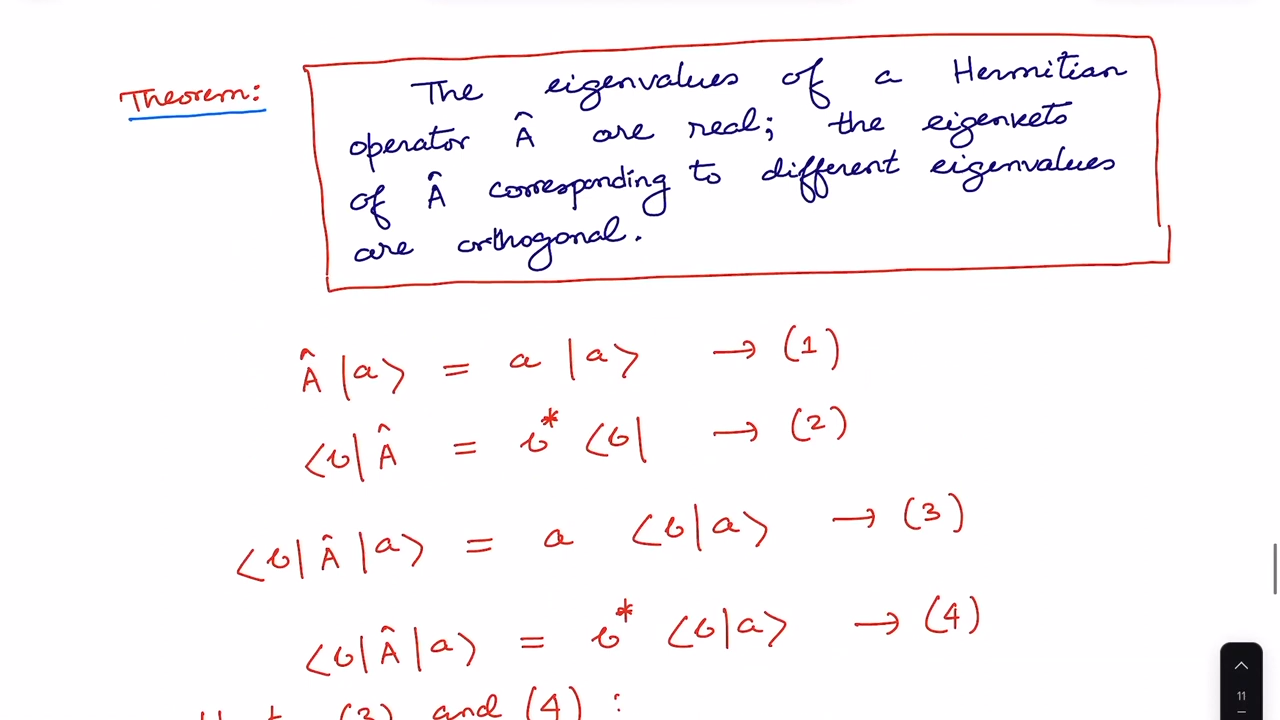 Theorem:
The eigenvalues of a Hermitian
operator Â are real; the eigenkets
of Â corresponding to different eigenvalues
are orthogonal.
Â |a⟩ = a |a⟩ → (1)
⟨b| Â = b* ⟨b| → (2)
⟨b| Â |a⟩ = a ⟨b|a⟩ → (3)
⟨b| Â |a⟩ = b* ⟨b|a⟩ → (4)
(3) and (4) :
11